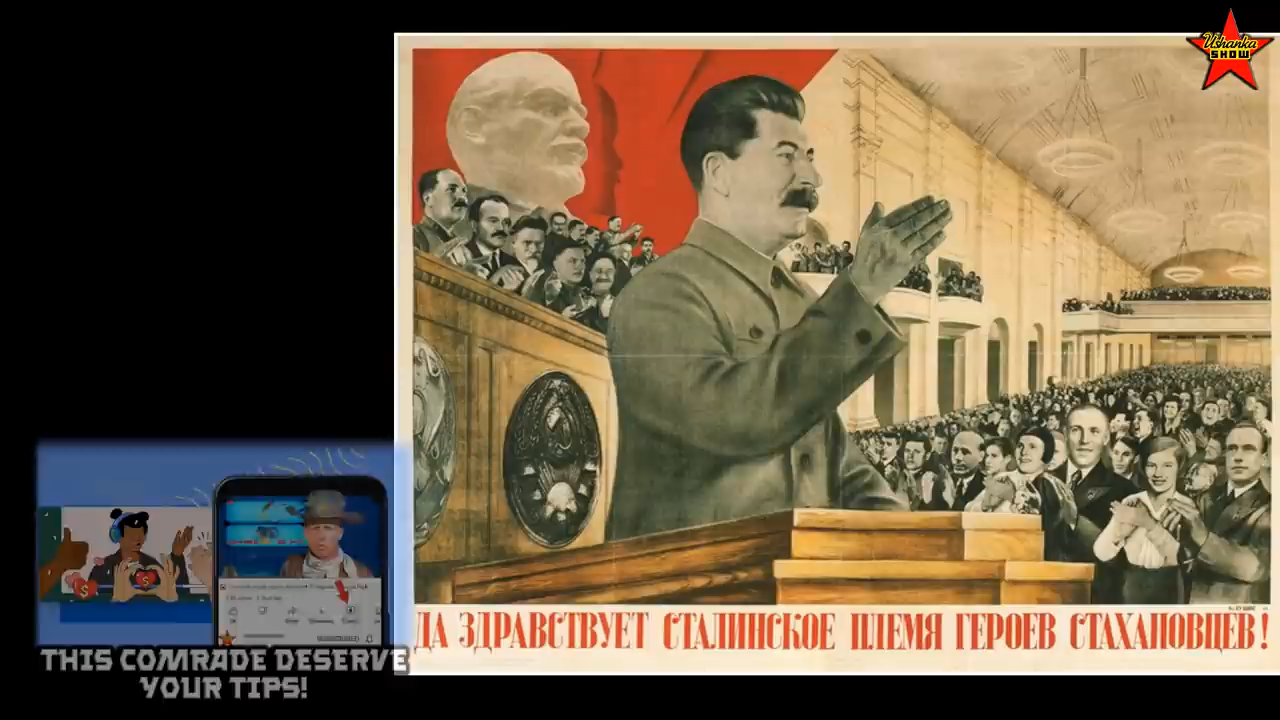 Ushanka
SHOW
ДА ЗДРАВСТВУЕТ СТАЛИНСКОЕ ПЛЕМЯ ГЕРОЕВ СТАХАНОВЦЕВ!
THIS COMRADE DESERVE
YOUR TIPS!